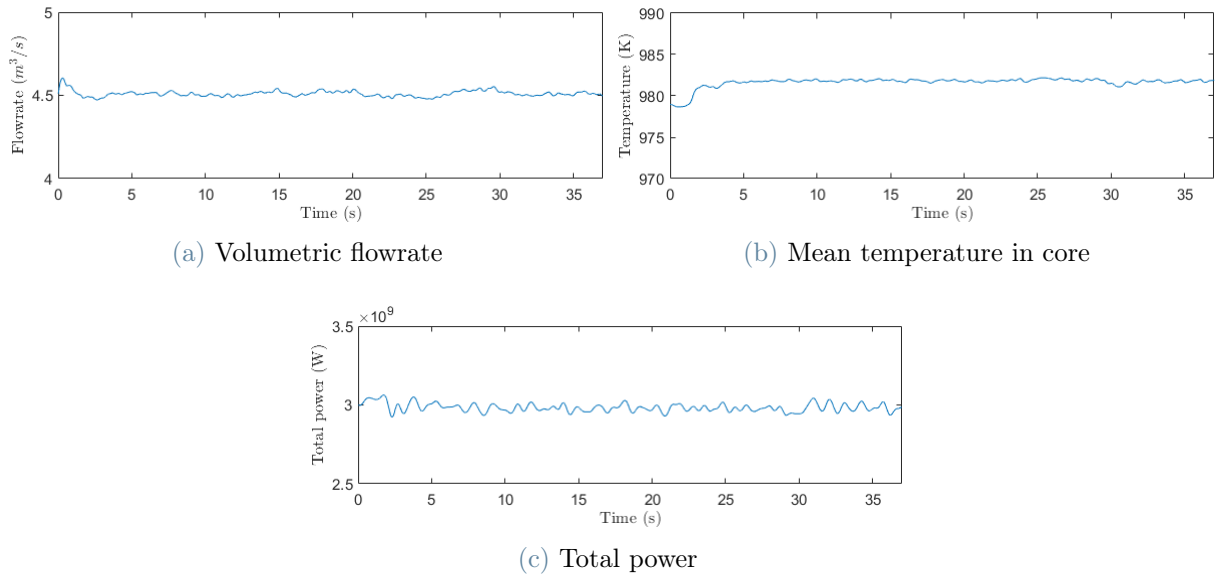 5
4.5
4
Flowrate (m³/s)
0 5 10 15 20 25 30 35
Time (s)
(a) Volumetric flowrate
990
985
980
975
970
Temperature (K)
0 5 10 15 20 25 30 35
Time (s)
(b) Mean temperature in core
×10⁹
3.5
3
2.5
Total power (W)
0 5 10 15 20 25 30 35
Time (s)
(c) Total power